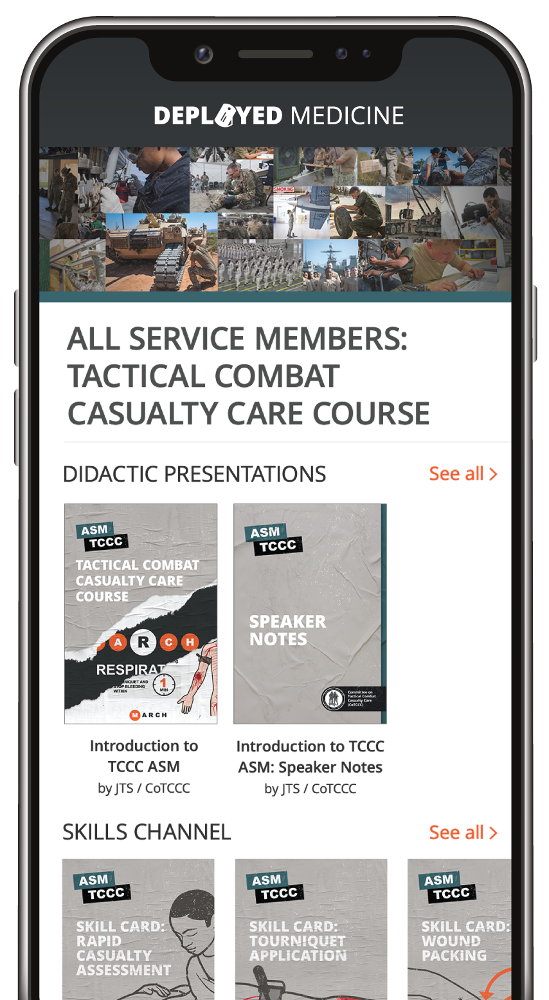 DEPLOYED MEDICINE
SMOKING
ALL SERVICE MEMBERS:
TACTICAL COMBAT
CASUALTY CARE COURSE
DIDACTIC PRESENTATIONS
See all >
ASM
TCCC
TACTICAL COMBAT
CASUALTY CARE
COURSE
A R C H
RESPIRAT
STOP BLEEDING
WITHIN
1
MIN
MARCH
ASM
TCCC
SPEAKER
NOTES
Committee on
Tactical Combat
Casualty Care
(CoTCCC)
Introduction to
TCCC ASM
by JTS / CoTCCC
Introduction to TCCC
ASM: Speaker Notes
by JTS / CoTCCC
SKILLS CHANNEL
See all >
ASM
TCCC
SKILL CARD:
RAPID
CASUALTY
ASSESSMENT
ASM
TCCC
SKILL CARD:
TOURNIQUET
APPLICATION
ASM
TCCC
SKILL CARD:
WOUND
PACKING